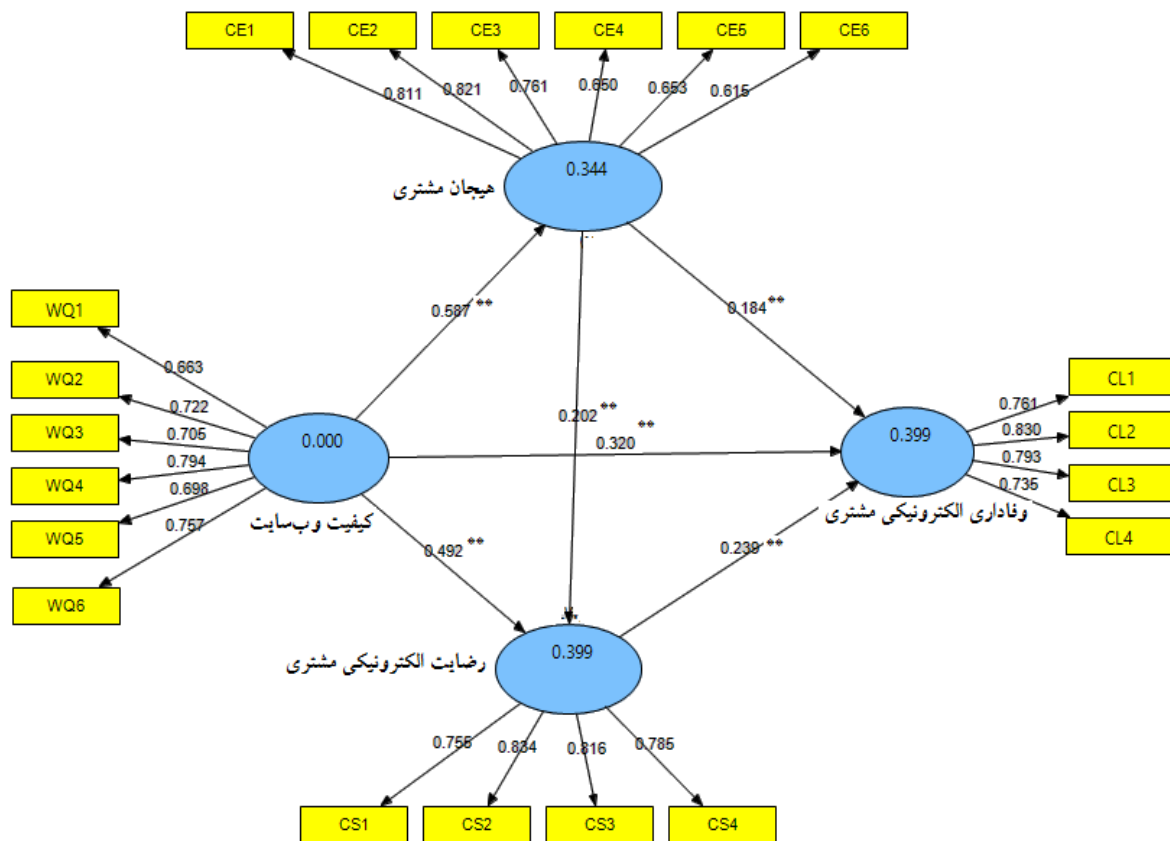 CE1 CE2 CE3 CE4 CE5 CE6
0.811 0.821 0.761 0.650 0.653 0.615
0.344
هیجان مشتری
WQ1
WQ2
WQ3
WQ4
WQ5
WQ6
0.663
0.722
0.705
0.794
0.698
0.757
0.000
کیفیت وب‌سایت
0.587 **
0.184 **
0.202 **
0.320 **
0.492 **
0.239 **
0.399
وفاداری الکترونیکی مشتری
0.761
0.830
0.793
0.735
CL1
CL2
CL3
CL4
0.399
رضایت الکترونیکی مشتری
0.755 0.834 0.816 0.785
CS1 CS2 CS3 CS4